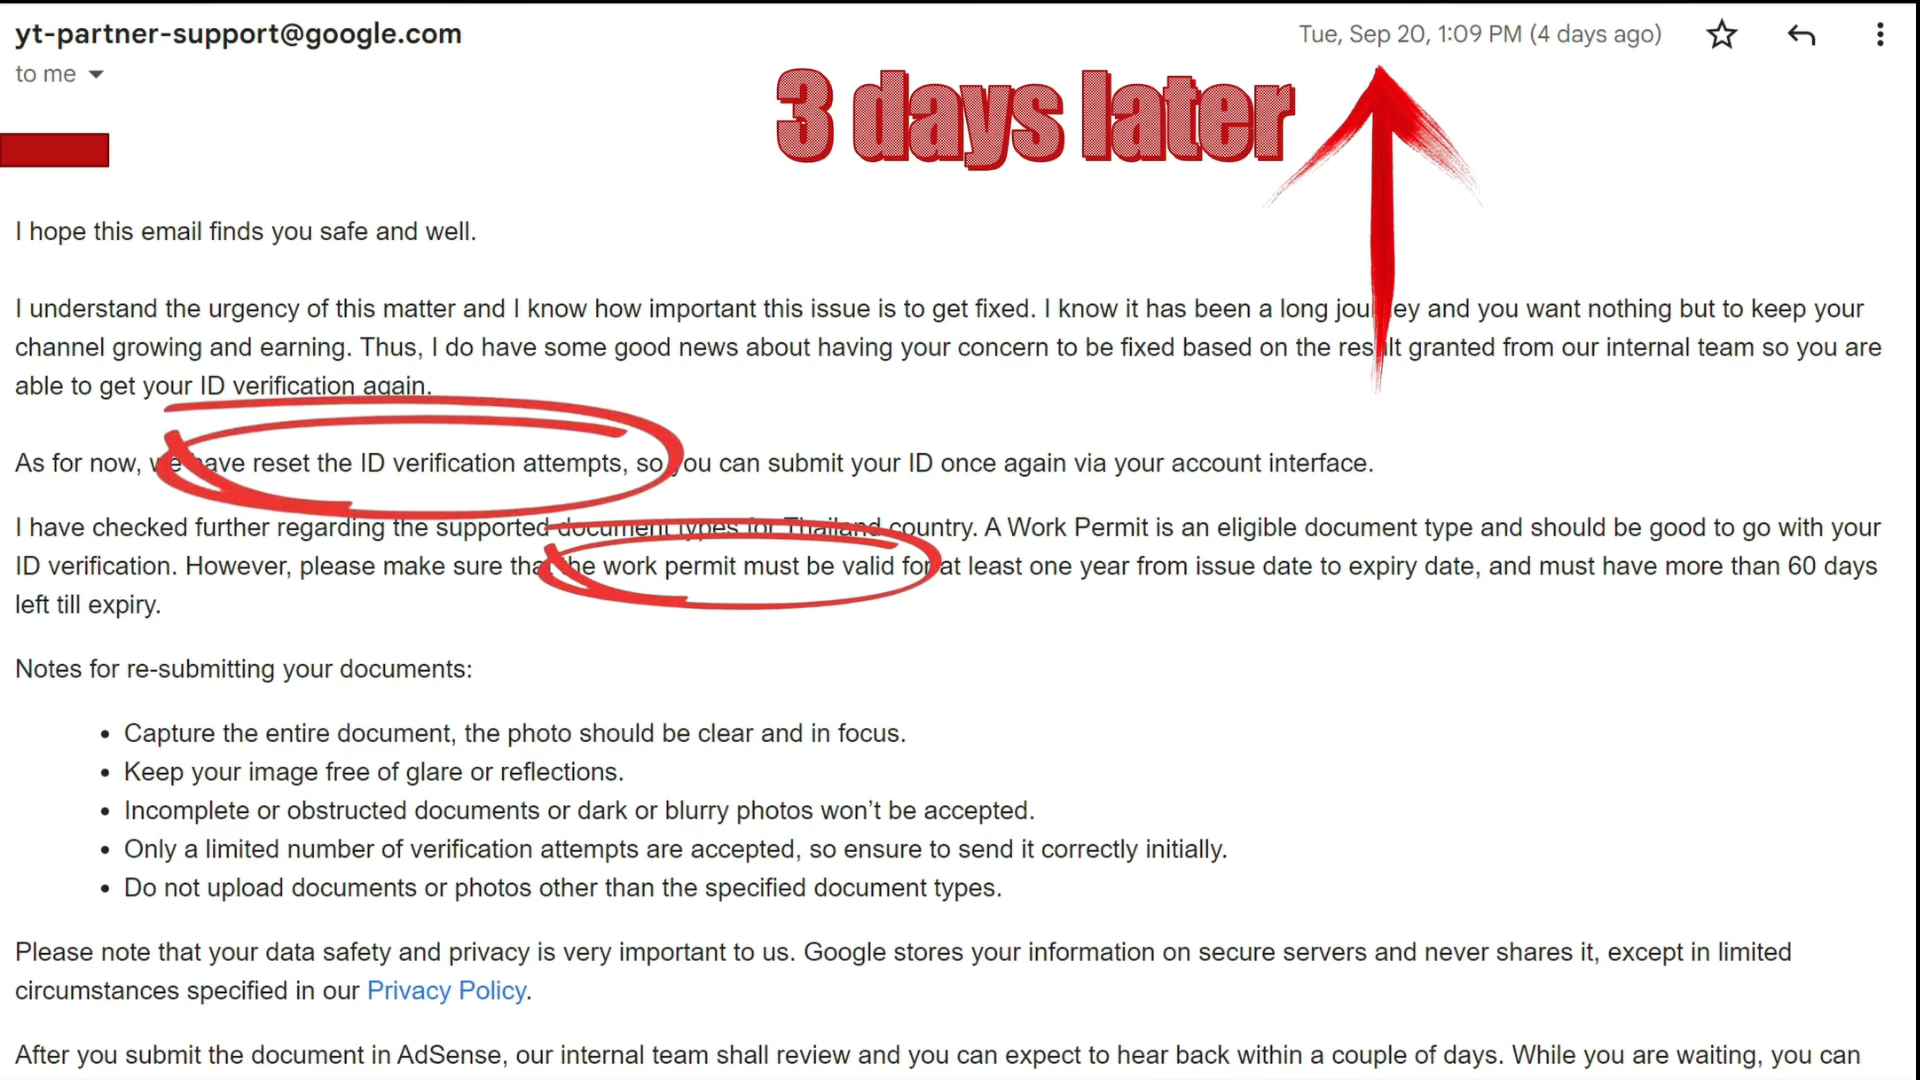 yt-partner-support@google.com
Tue, Sep 20, 1:09 PM (4 days ago)
to me
3 days later
I hope this email finds you safe and well.
I understand the urgency of this matter and I know how important this issue is to get fixed. I know it has been a long journey and you want nothing but to keep your
channel growing and earning. Thus, I do have some good news about having your concern to be fixed based on the result granted from our internal team so you are
able to get your ID verification again.
As for now, we have reset the ID verification attempts, so you can submit your ID once again via your account interface.
I have checked further regarding the supported document types for Thailand country. A Work Permit is an eligible document type and should be good to go with your
ID verification. However, please make sure that the work permit must be valid for at least one year from issue date to expiry date, and must have more than 60 days
left till expiry.
Notes for re-submitting your documents:
• Capture the entire document, the photo should be clear and in focus.
• Keep your image free of glare or reflections.
• Incomplete or obstructed documents or dark or blurry photos won’t be accepted.
• Only a limited number of verification attempts are accepted, so ensure to send it correctly initially.
• Do not upload documents or photos other than the specified document types.
Please note that your data safety and privacy is very important to us. Google stores your information on secure servers and never shares it, except in limited
circumstances specified in our Privacy Policy.
After you submit the document in AdSense, our internal team shall review and you can expect to hear back within a couple of days. While you are waiting, you can